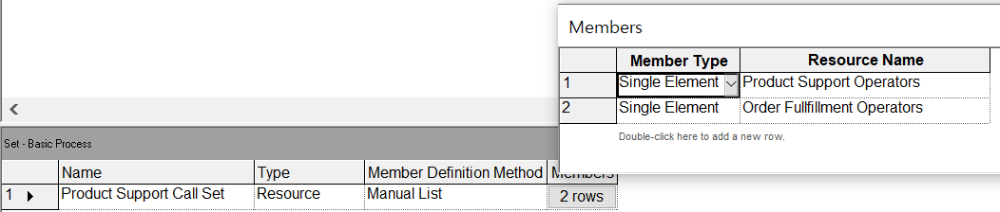 Members
Member Type Resource Name
1 Single Element Product Support Operators
2 Single Element Order Fullfillment Operators
Double-click here to add a new row.
Set - Basic Process
Name Type Member Definition Method Members
1 Product Support Call Set Resource Manual List 2 rows